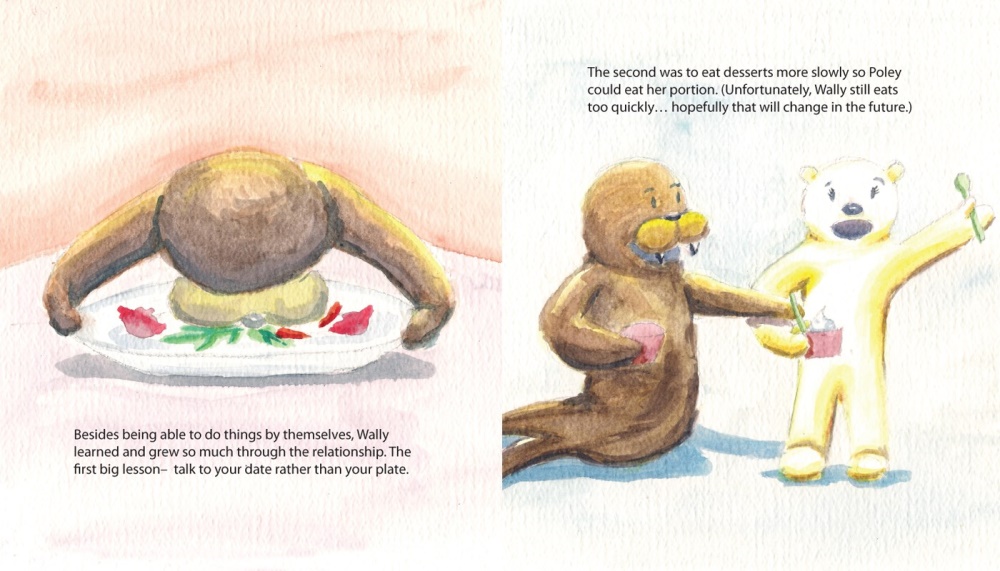 Besides being able to do things by themselves, Wally
learned and grew so much through the relationship. The
first big lesson–  talk to your date rather than your plate.
The second was to eat desserts more slowly so Poley
could eat her portion. (Unfortunately, Wally still eats
too quickly… hopefully that will change in the future.)